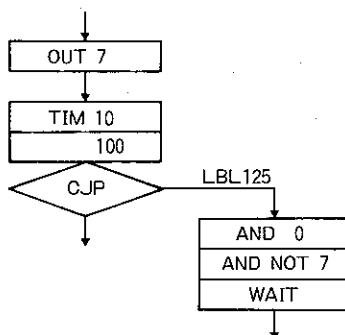 OUT 7
TIM 10
100
CJP
LBL125
AND 0
AND NOT 7
WAIT